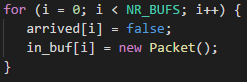 for (i = 0; i < NR_BUFS; i++) {
    arrived[i] = false;
    in_buf[i] = new Packet();
}